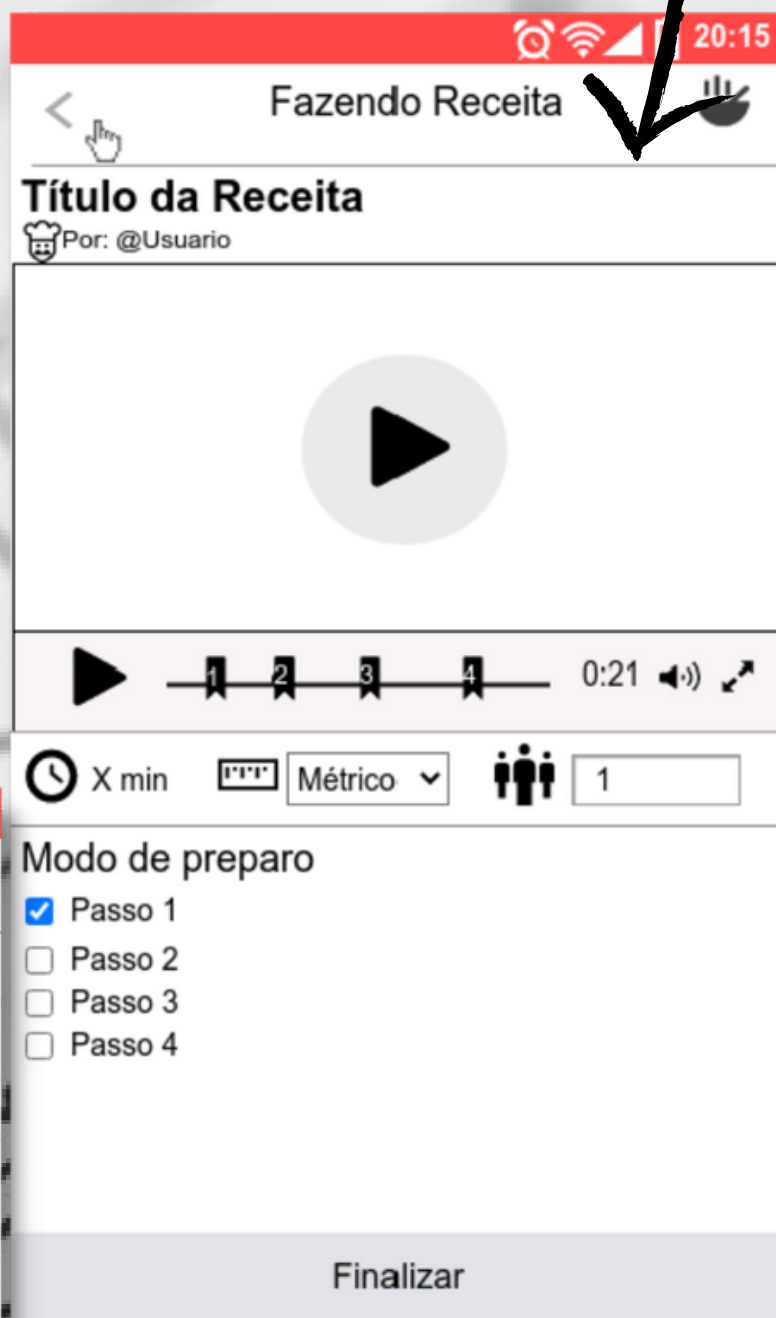 20:15
Fazendo Receita
Título da Receita
Por: @Usuario
1 2 3 4 0:21
X min Métrico 1
Modo de preparo
Passo 1
Passo 2
Passo 3
Passo 4
Finalizar